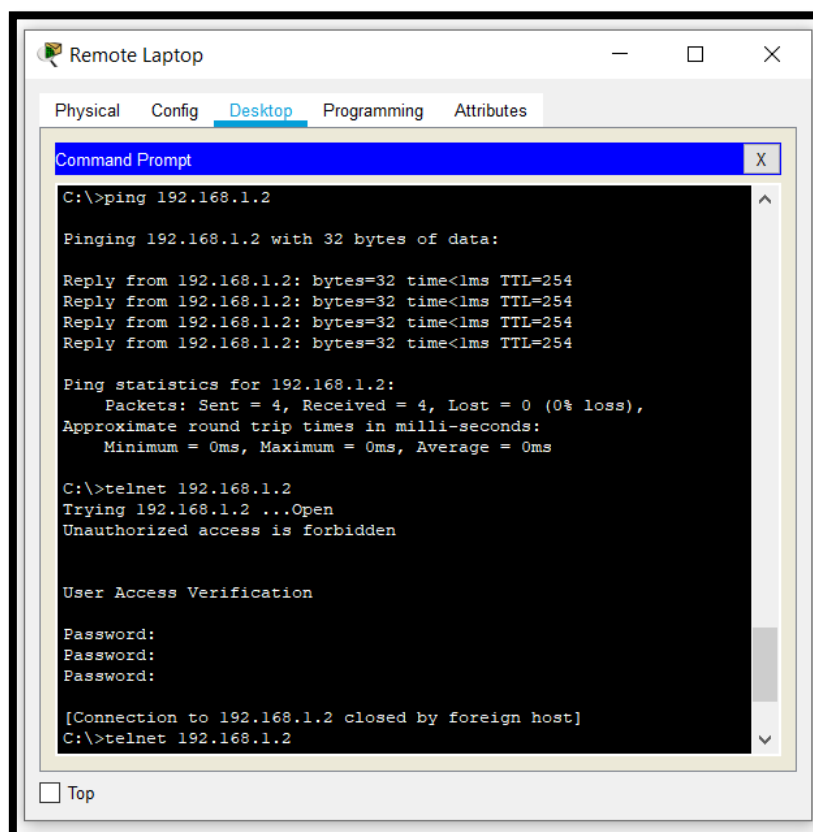 Remote Laptop
Physical Config Desktop Programming Attributes
Command Prompt X
C:\>ping 192.168.1.2
Pinging 192.168.1.2 with 32 bytes of data:
Reply from 192.168.1.2: bytes=32 time<1ms TTL=254
Reply from 192.168.1.2: bytes=32 time<1ms TTL=254
Reply from 192.168.1.2: bytes=32 time<1ms TTL=254
Reply from 192.168.1.2: bytes=32 time<1ms TTL=254
Ping statistics for 192.168.1.2:
Packets: Sent = 4, Received = 4, Lost = 0 (0% loss),
Approximate round trip times in milli-seconds:
Minimum = 0ms, Maximum = 0ms, Average = 0ms
C:\>telnet 192.168.1.2
Trying 192.168.1.2 ...Open
Unauthorized access is forbidden
User Access Verification
Password:
Password:
Password:
[Connection to 192.168.1.2 closed by foreign host]
C:\>telnet 192.168.1.2
Top